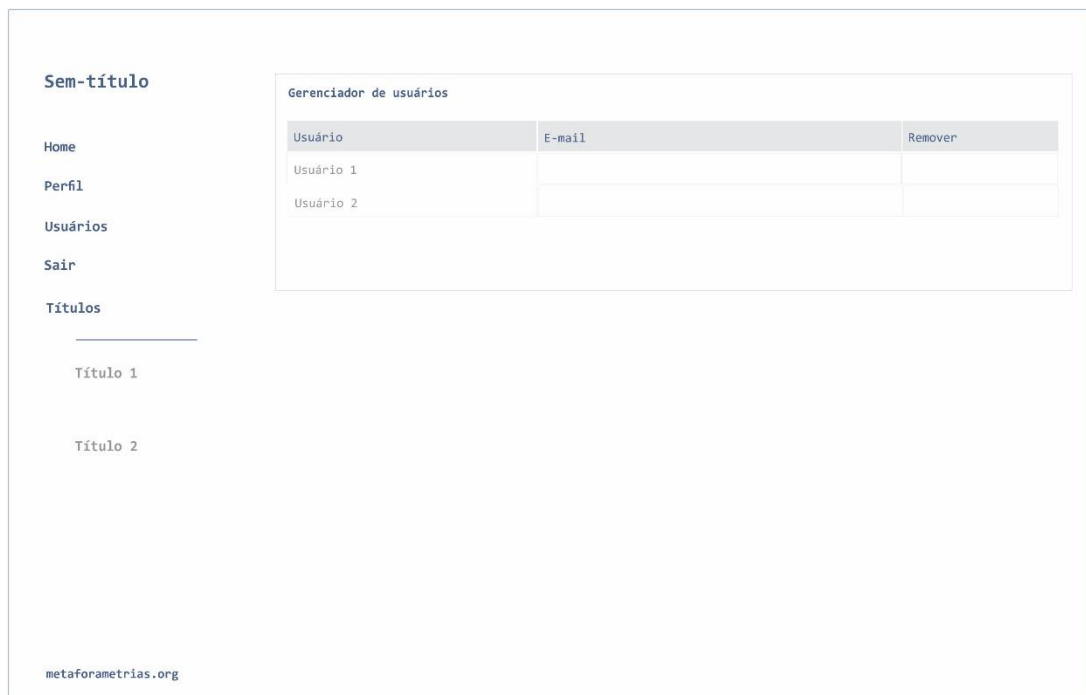 Sem-título
Home
Perfil
Usuários
Sair
Títulos
Título 1
Título 2
metaforametrias.org
Gerenciador de usuários
Usuário E-mail Remover
Usuário 1
Usuário 2